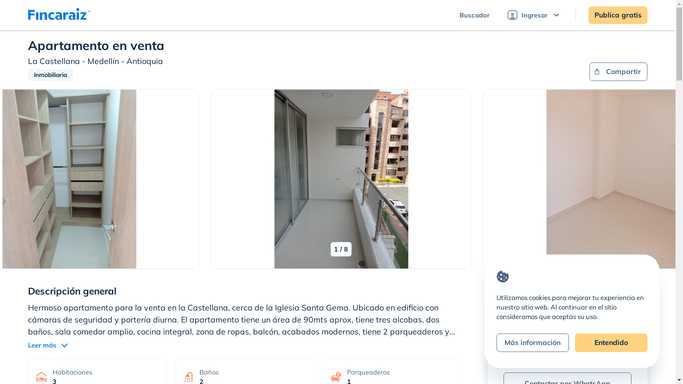 Fincaraiz
Buscador
Ingresar
Publica gratis
Apartamento en venta
La Castellana - Medellín - Antioquia
Inmobiliaria
Compartir
1 / 8
Descripción general
Hermoso apartamento para la venta en la Castellana, cerca de la Iglesia Santa Gema. Ubicado en edificio con
cámaras de seguridad y portería diurna. El apartamento tiene un área de 90mts aprox, tiene tres alcobas, dos
baños, sala comedor amplio, cocina integral, zona de ropas, balcón, acabados modernos, tiene 2 parqueaderos y...
Leer más
Habitaciones
3
Baños
2
Parqueaderos
1
Utilizamos cookies para mejorar tu experiencia en
nuestro sitio web. Al continuar en el sitio
consideramos que aceptas su uso.
Más información
Entendido
Contactar por WhatsApp